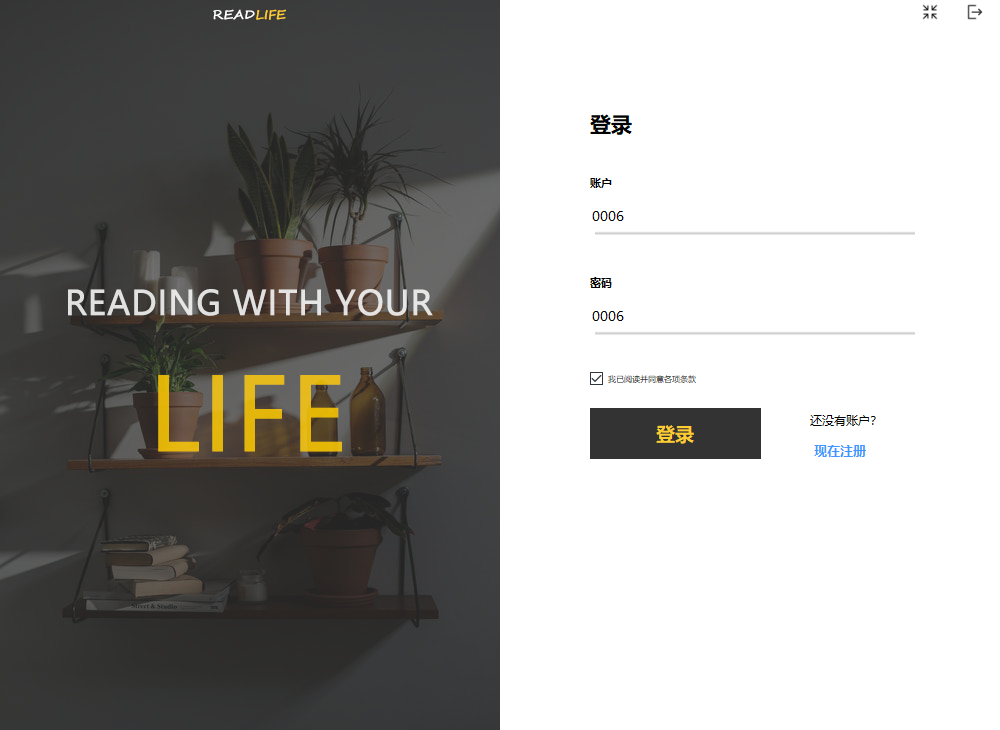 READLIFE
READING WITH YOUR
LIFE
登录
账户
0006
密码
0006
我已阅读并同意各项条款
登录
还没有账户?
现在注册